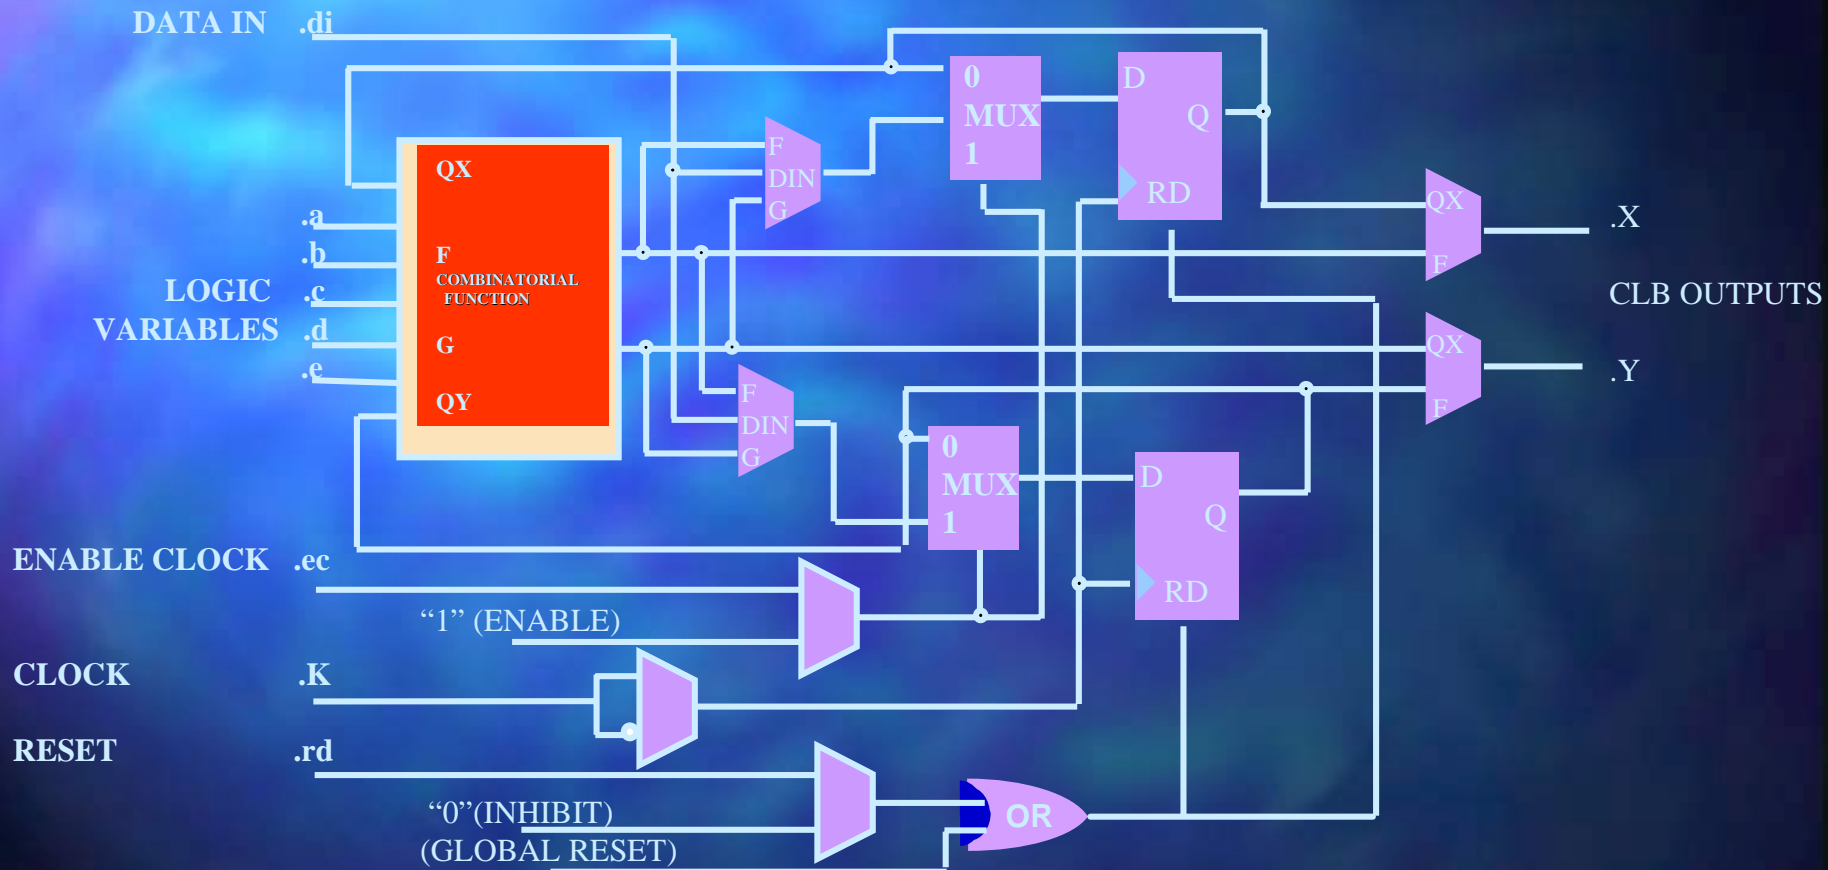 DATA IN .di
0
MUX
1
D
Q
RD
F
DIN
G
QX
F
COMBINATORIAL
FUNCTION
G
QY
.a
.b
LOGIC .c
VARIABLES .d
.e
QX
F
.X
CLB OUTPUTS
QX
F
.Y
F
DIN
G
0
MUX
1
D
Q
RD
ENABLE CLOCK .ec
“1” (ENABLE)
CLOCK .K
RESET .rd
“0”(INHIBIT)
(GLOBAL RESET)
OR